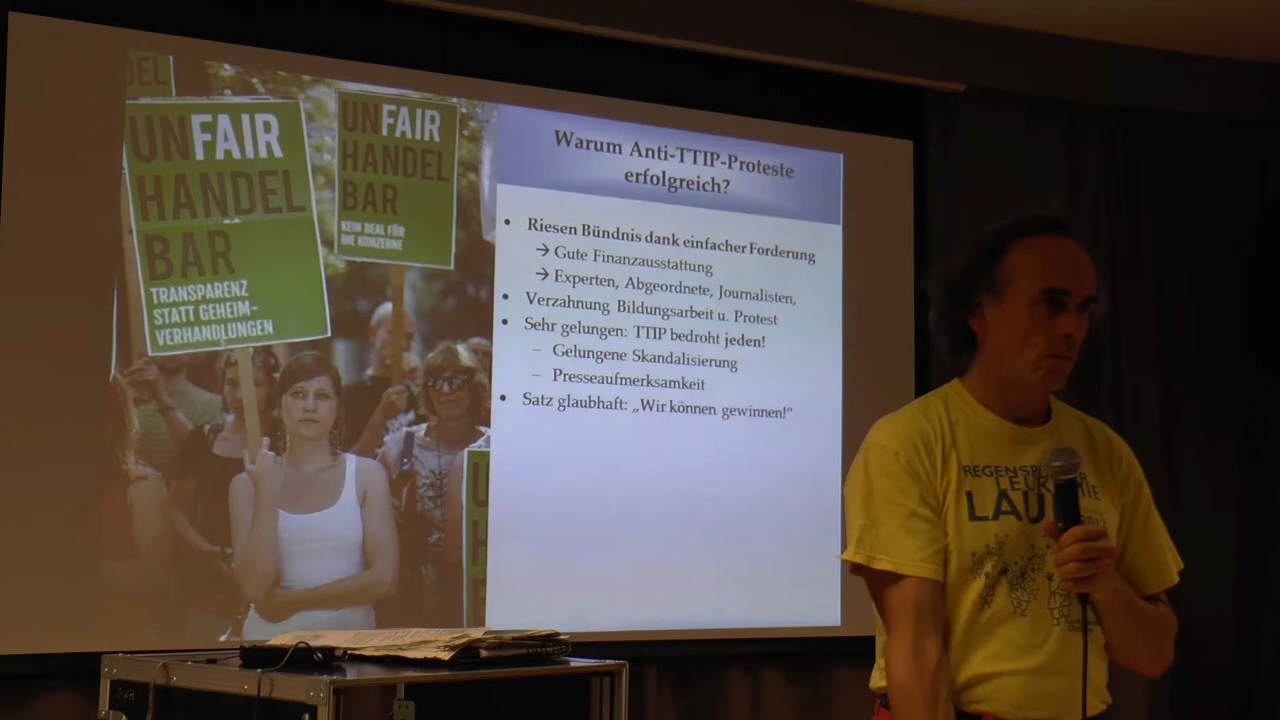 DEL
UNFAIR
HANDEL
BAR
TRANSPARENZ
STATT GEHEIM-
VERHANDLUNGEN
UNFAIR
HANDEL
BAR
KEIN DEAL FÜR
DIE KONZERNE
U
H
Warum Anti-TTIP-Proteste
erfolgreich?
• Riesen Bündnis dank einfacher Forderung
→ Gute Finanzausstattung
→ Experten, Abgeordnete, Journalisten,
• Verzahnung Bildungsarbeit u. Protest
• Sehr gelungen: TTIP bedroht jeden!
– Gelungene Skandalisierung
– Presseaufmerksamkeit
• Satz glaubhaft: „Wir können gewinnen!“